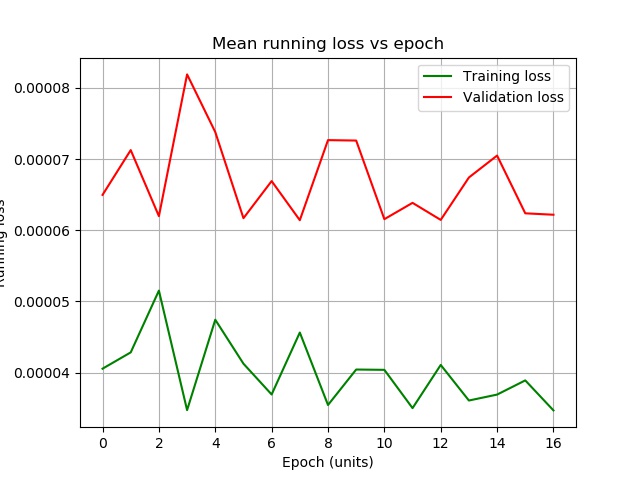 Mean running loss vs epoch
Training loss
Validation loss
0.00008
0.00007
0.00006
0.00005
0.00004
Running loss
0 2 4 6 8 10 12 14 16
Epoch (units)